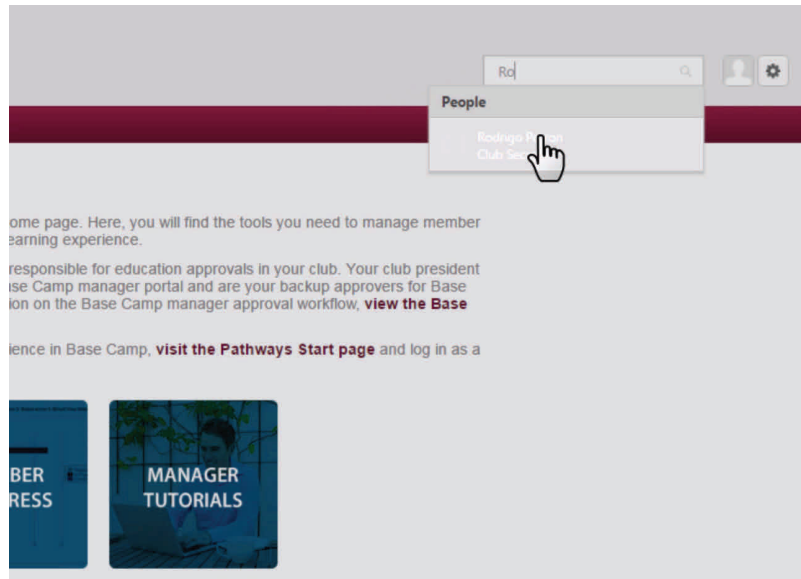 Ro
People
Rodrigo
Club
ome page. Here, you will find the tools you need to manage member
earning experience.
responsible for education approvals in your club. Your club president
se Camp manager portal and are your backup approvers for Base
ion on the Base Camp manager approval workflow, view the Base
ience in Base Camp, visit the Pathways Start page and log in as a
BER
RESS
MANAGER
TUTORIALS